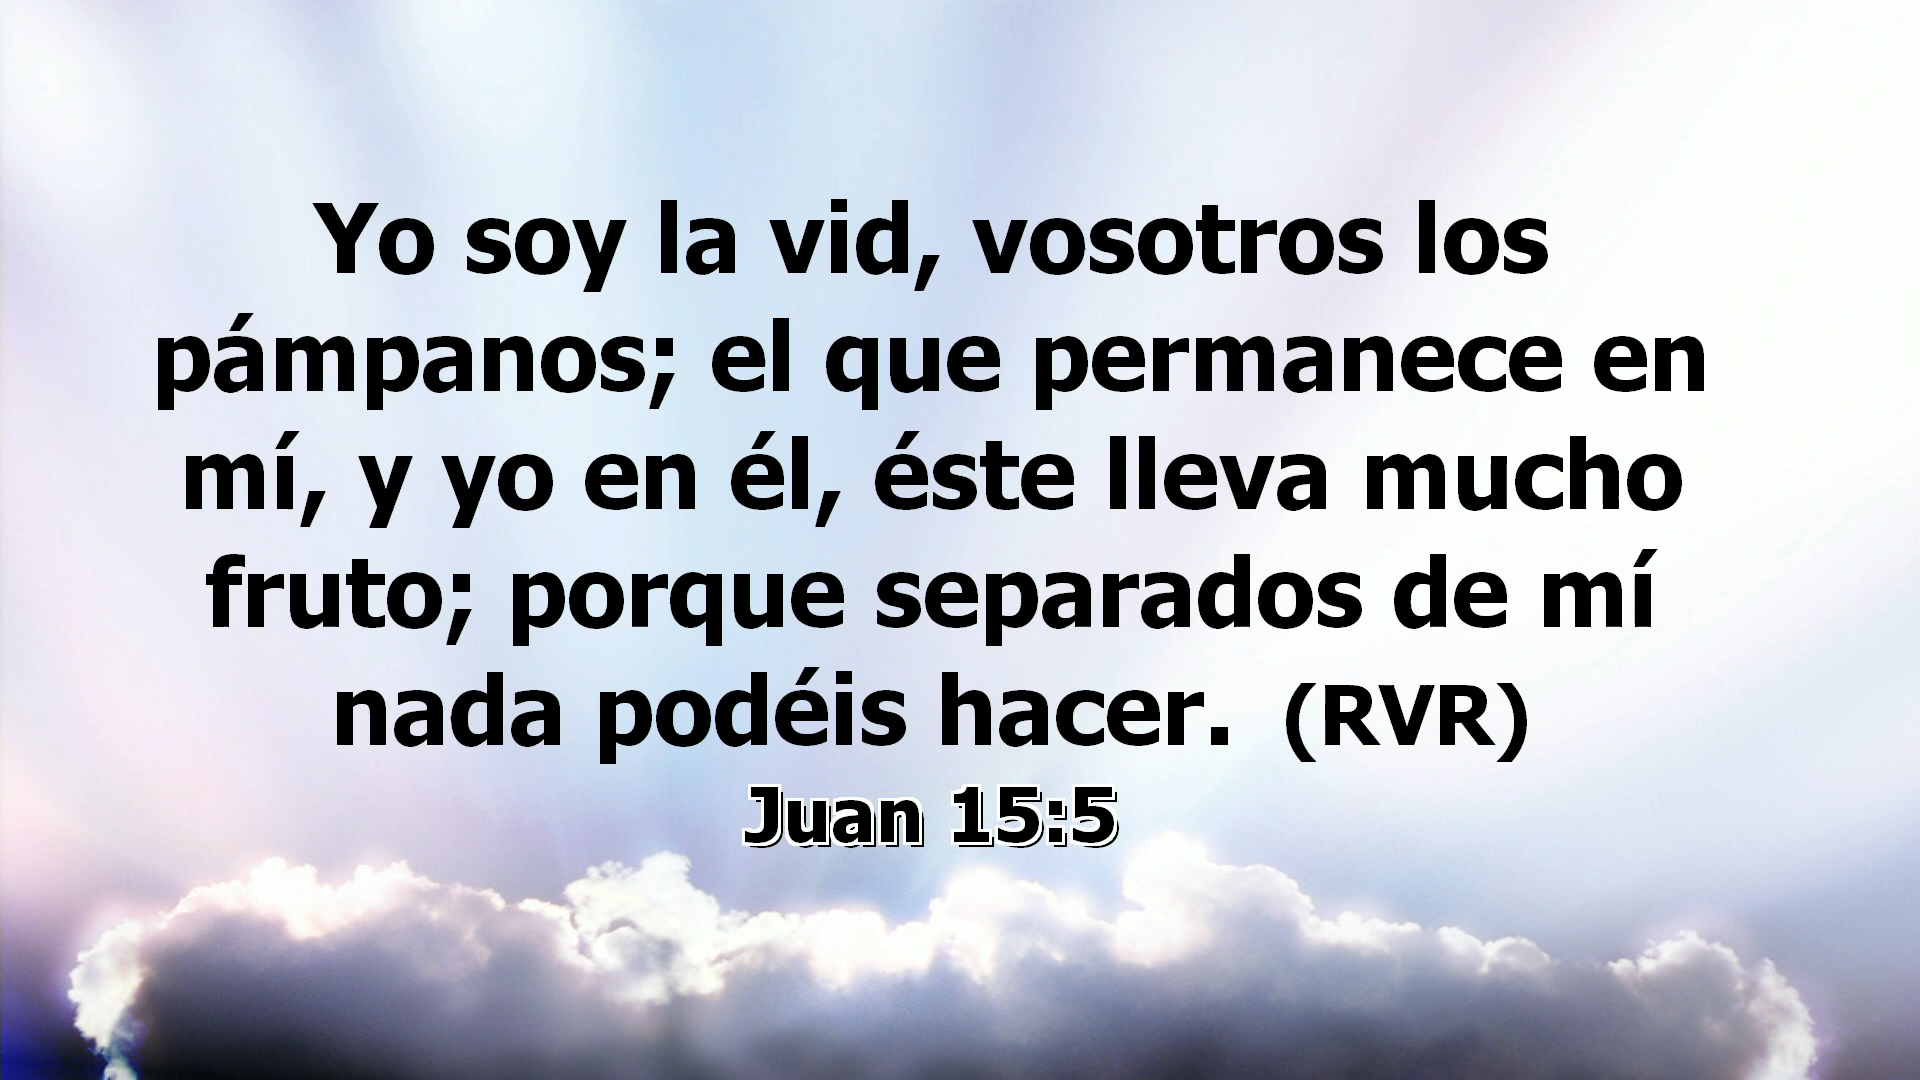 Yo soy la vid, vosotros los
pámpanos; el que permanece en
mí, y yo en él, éste lleva mucho
fruto; porque separados de mí
nada podéis hacer. (RVR)
Juan 15:5